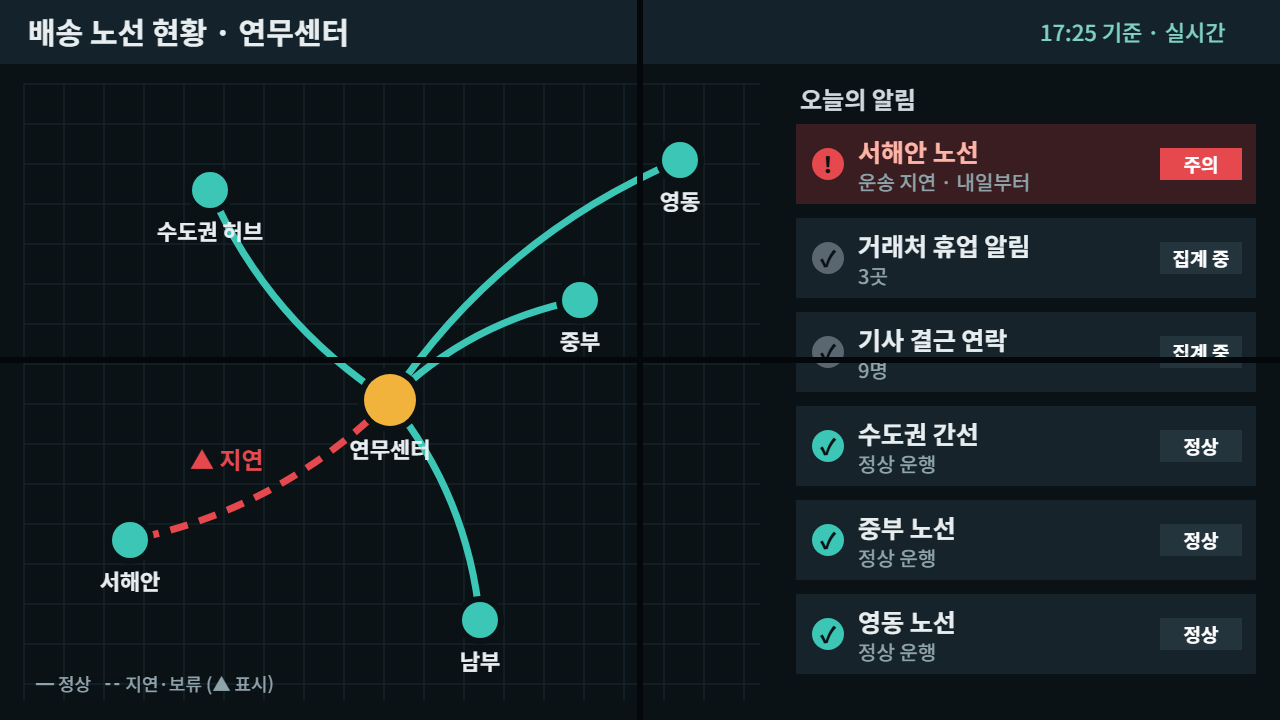 배송 노선 현황 · 연무센터
17:25 기준 · 실시간
수도권 허브
영동
중부
연무센터
▲ 지연
서해안
남부
— 정상 -- 지연·보류 (▲ 표시)
오늘의 알림
! 서해안 노선
운송 지연 · 내일부터
주의
✓ 거래처 휴업 알림
3곳
집계 중
✓ 기사 결근 연락
9명
집계 중
✓ 수도권 간선
정상 운행
정상
✓ 중부 노선
정상 운행
정상
✓ 영동 노선
정상 운행
정상